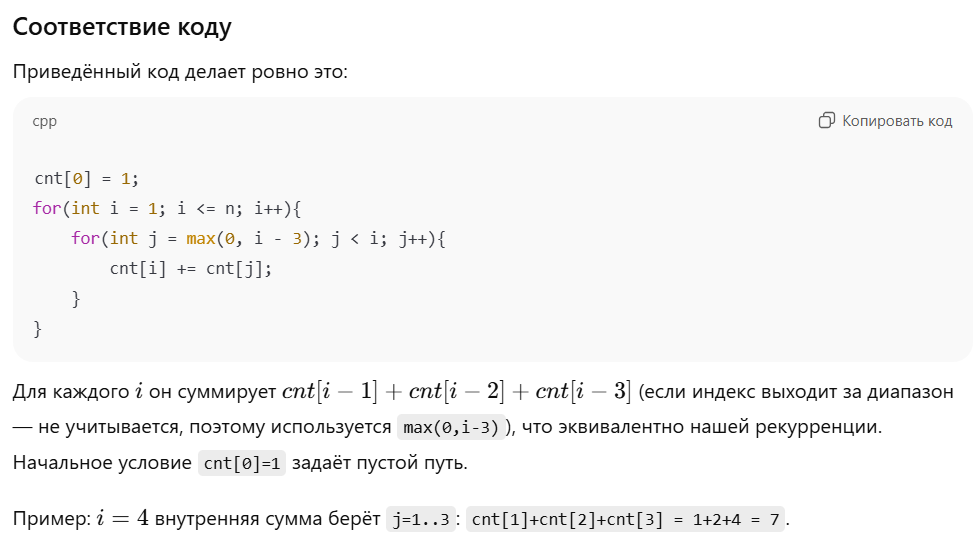 Соответствие коду
Приведённый код делает ровно это:
cpp
Копировать код
cnt[0] = 1;
for(int i = 1; i <= n; i++){
    for(int j = max(0, i - 3); j < i; j++){
        cnt[i] += cnt[j];
    }
}
Для каждого i он суммирует cnt[i − 1] + cnt[i − 2] + cnt[i − 3] (если индекс выходит за диапазон
— не учитывается, поэтому используется max(0,i-3)), что эквивалентно нашей рекурренции.
Начальное условие cnt[0]=1 задаёт пустой путь.
Пример: i = 4 внутренняя сумма берёт j=1..3: cnt[1]+cnt[2]+cnt[3] = 1+2+4 = 7.